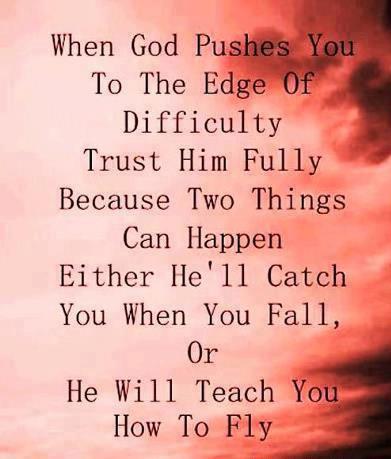 When God Pushes You
To The Edge Of
Difficulty
Trust Him Fully
Because Two Things
Can Happen
Either He'll Catch
You When You Fall,
Or
He Will Teach You
How To Fly